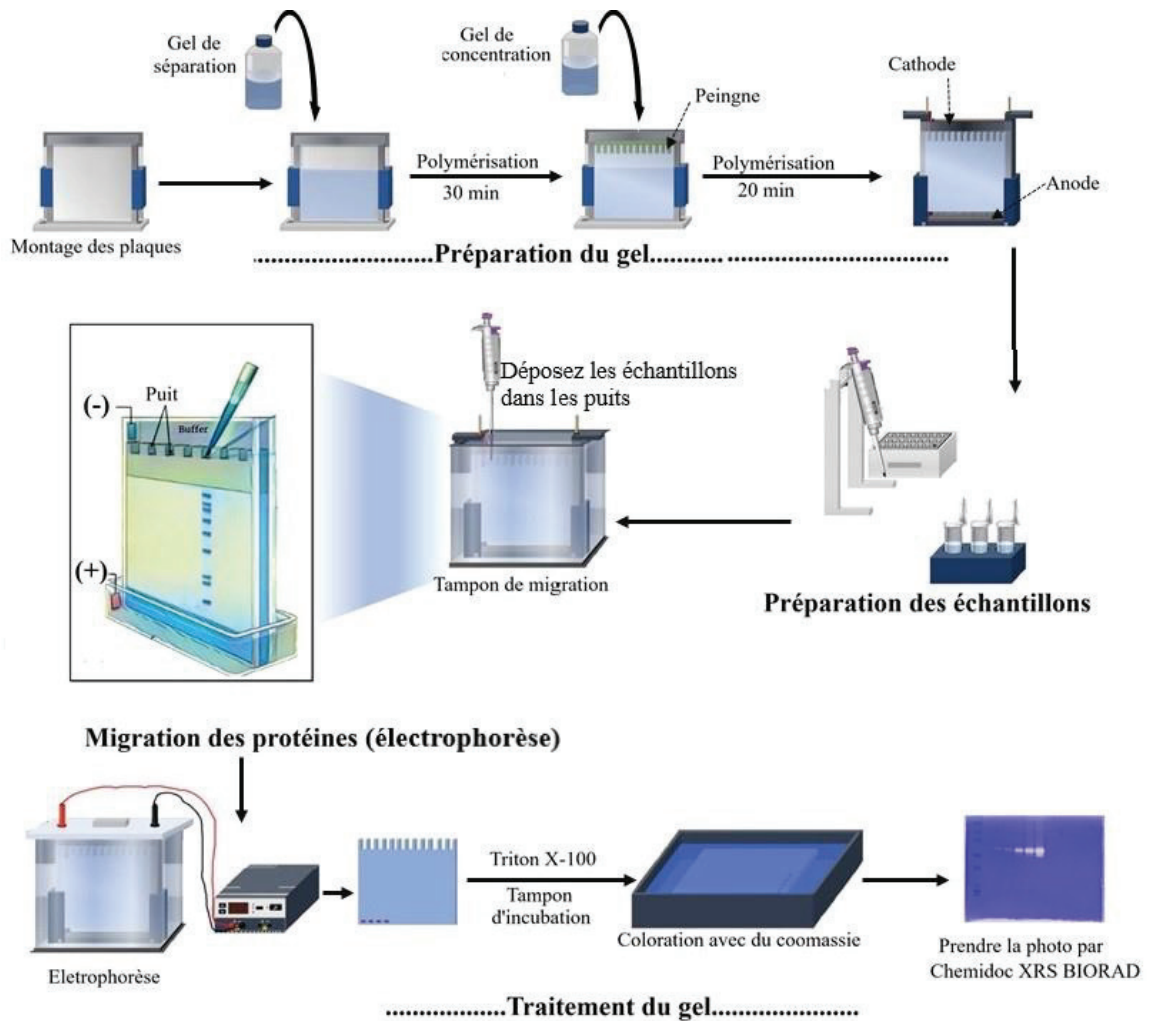 Gel de
séparation
Gel de
concentration
Peingne
Cathode
Polymérisation
30 min
Polymérisation
20 min
Anode
Montage des plaques
..........................Préparation du gel........... .................................
(-)
Puit
Buffer
(+)
Déposez les échantillons
dans les puits
Tampon de migration
Préparation des échantillons
Migration des protéines (électrophorèse)
Eletrophorèse
Triton X-100
Tampon
d'incubation
Coloration avec du coomassie
Prendre la photo par
Chemidoc XRS BIORAD
..................Traitement du gel......................